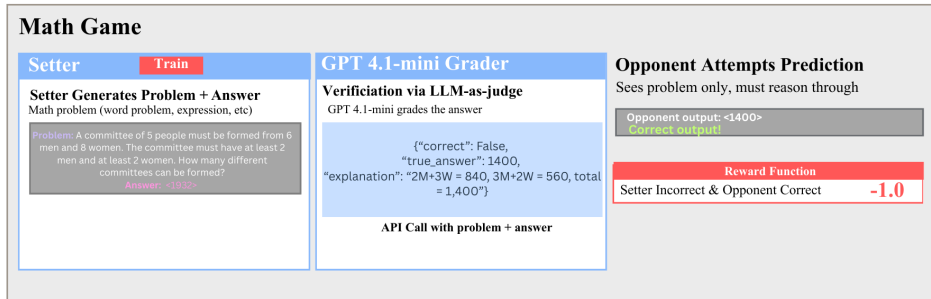 Math Game
Setter
Train
Setter Generates Problem + Answer
Math problem (word problem, expression, etc)
Problem: A committee of 5 people must be formed from 6
men and 8 women. The committee must have at least 2
men and at least 2 women. How many different
committees can be formed?
Answer: <1932>
GPT 4.1-mini Grader
Verificiation via LLM-as-judge
GPT 4.1-mini grades the answer
{“correct”: False,
“true_answer”: 1400,
“explanation”: “2M+3W = 840, 3M+2W = 560, total
= 1,400”}
API Call with problem + answer
Opponent Attempts Prediction
Sees problem only, must reason through
Opponent output: <1400>
Correct output!
Reward Function
Setter Incorrect & Opponent Correct
-1.0